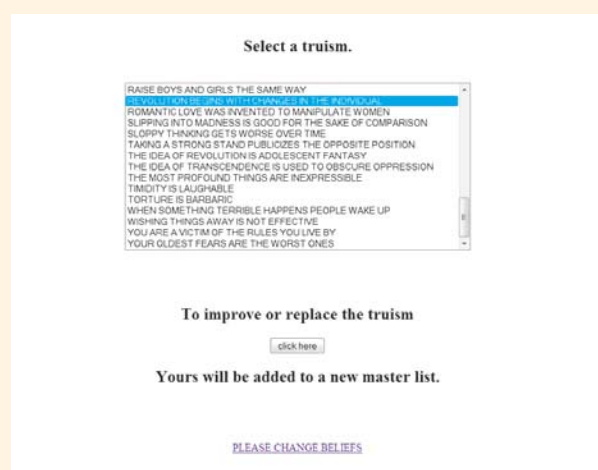 Select a truism.
RAISE BOYS AND GIRLS THE SAME WAY
REVOLUTION BEGINS WITH CHANGES IN THE INDIVIDUAL
ROMANTIC LOVE WAS INVENTED TO MANIPULATE WOMEN
SLIPPING INTO MADNESS IS GOOD FOR THE SAKE OF COMPARISON
SLOPPY THINKING GETS WORSE OVER TIME
TAKING A STRONG STAND PUBLICIZES THE OPPOSITE POSITION
THE IDEA OF REVOLUTION IS ADOLESCENT FANTASY
THE IDEA OF TRANSCENDENCE IS USED TO OBSCURE OPPRESSION
THE MOST PROFOUND THINGS ARE INEXPRESSIBLE
TIMIDITY IS LAUGHABLE
TORTURE IS BARBARIC
WHEN SOMETHING TERRIBLE HAPPENS PEOPLE WAKE UP
WISHING THINGS AWAY IS NOT EFFECTIVE
YOU ARE A VICTIM OF THE RULES YOU LIVE BY
YOUR OLDEST FEARS ARE THE WORST ONES
To improve or replace the truism
click here
Yours will be added to a new master list.
PLEASE CHANGE BELIEFS